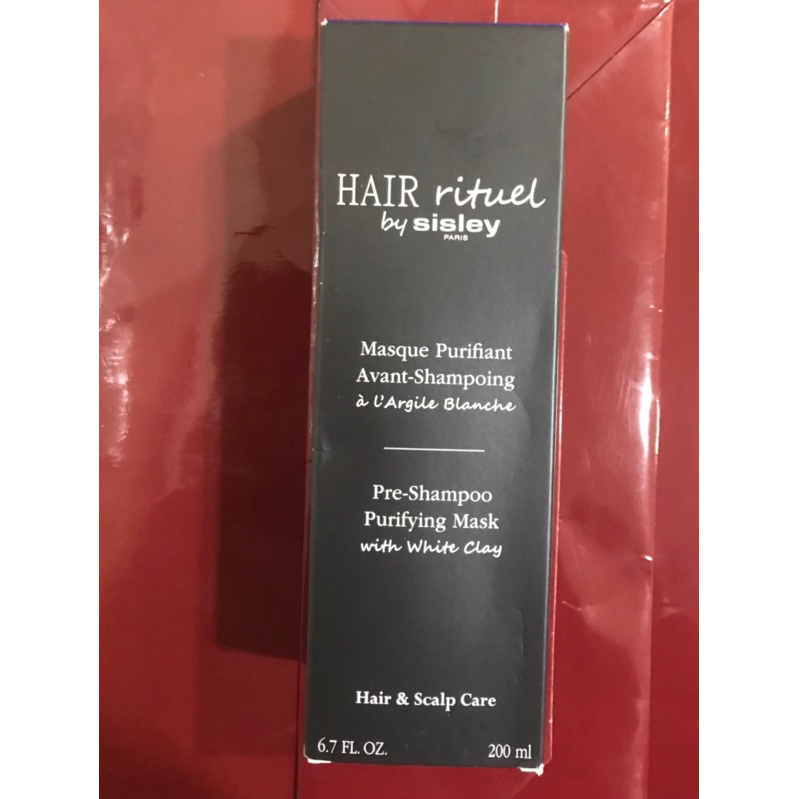 HAIR rituel
by sisley
PARIS
Masque Purifiant
Avant-Shampoing
à l'Argile Blanche
Pre-Shampoo
Purifying Mask
with White Clay
Hair & Scalp Care
6.7 FL. OZ. 200 ml